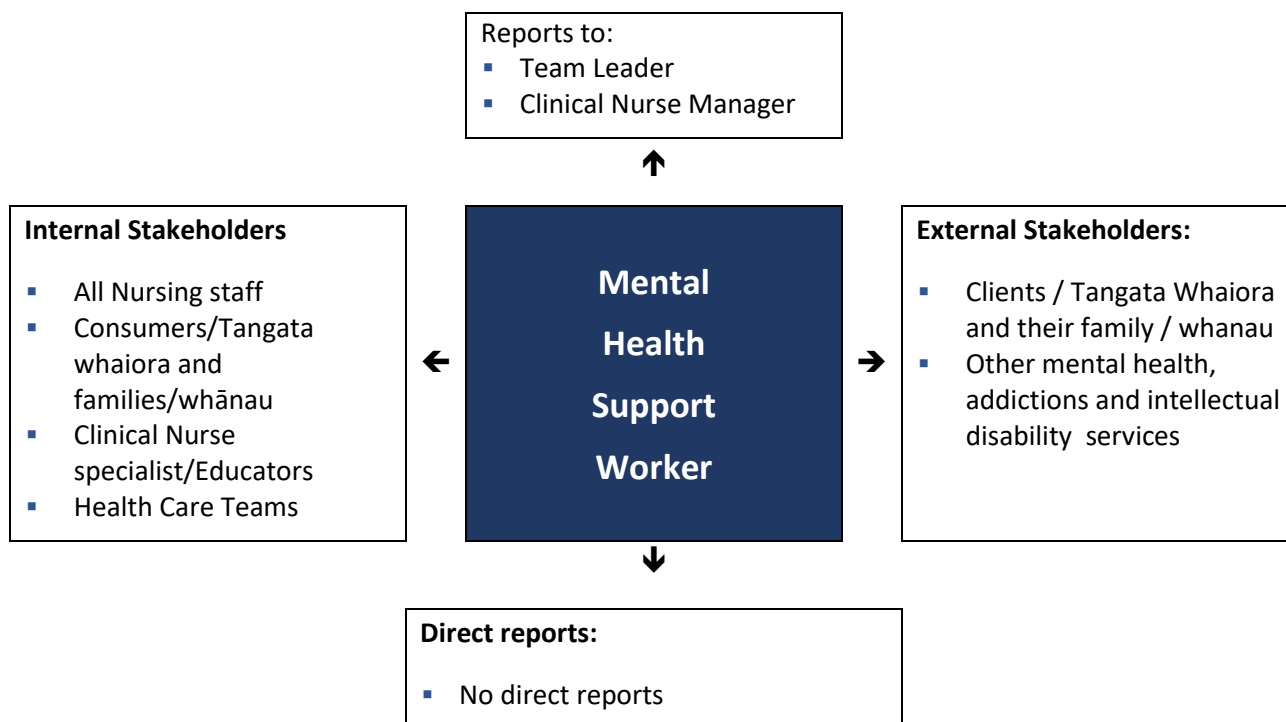 Reports to:
▪ Team Leader
▪ Clinical Nurse Manager
Internal Stakeholders
▪ All Nursing staff
▪ Consumers/Tangata
whaiora and
families/whānau
▪ Clinical Nurse
specialist/Educators
▪ Health Care Teams
Mental
Health
Support
Worker
External Stakeholders:
▪ Clients / Tangata Whaiora
and their family / whanau
▪ Other mental health,
addictions and intellectual
disability services
Direct reports:
▪ No direct reports